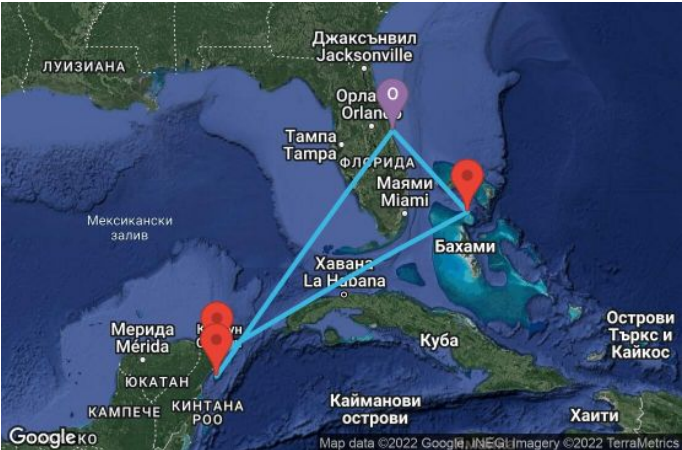 Джаксънвил
Jacksonville
ЛУИЗИАНА
O
Орла
Orlando
Тампа
Tampa
ФЛОРИДА
Маями
Miami
Мексикански
залив
Бахами
Хавана
La Habana
Мерида
Mérida
Куба
Острови
Търкс и
Кайкос
ЮКАТАН
КАМПЕЧЕ
КИНТАНА
РОО
Кайманови
острови
Хаити
Google
Map data ©2022 Google, INEGI Imagery ©2022 TerraMetrics